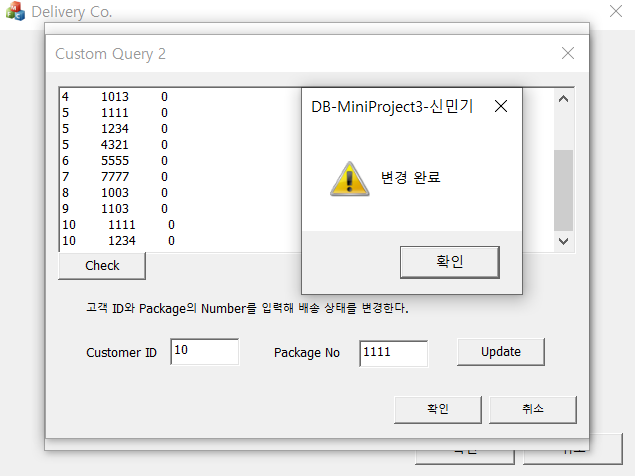 Delivery Co.
Custom Query 2
4 1013 0
5 1111 0
5 1234 0
5 4321 0
6 5555 0
7 7777 0
8 1003 0
9 1103 0
10 1111 0
10 1234 0
DB-MiniProject3-신민기
변경 완료
확인
Check
고객 ID와 Package의 Number를 입력해 배송 상태를 변경한다.
Customer ID 10 Package No 1111 Update
확인 취소